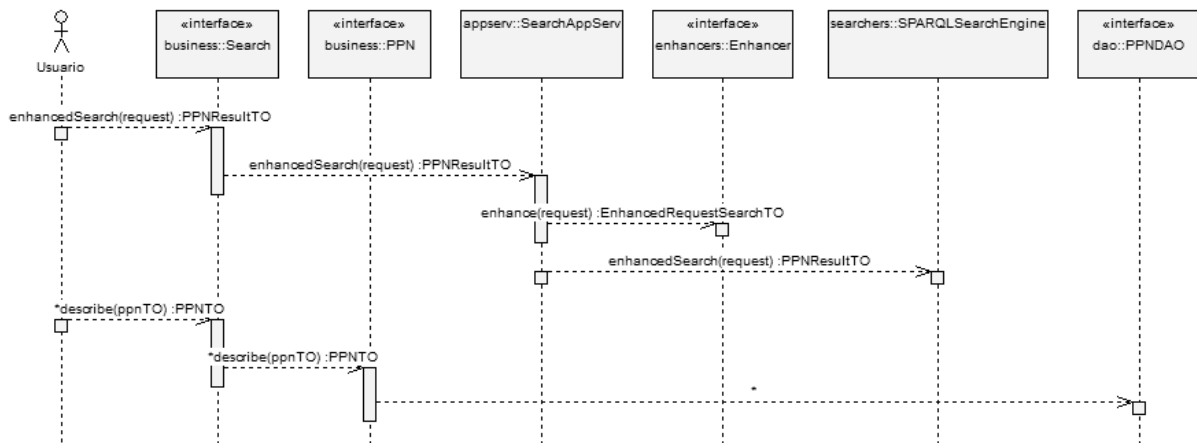 «interface»
business::Search
«interface»
business::PPN
appserv::SearchAppServ
«interface»
enhancers::Enhancer
searchers::SPARQLSearchEngine
«interface»
dao::PPNDAO
Usuario
enhancedSearch(request) :PPNResultTO
enhancedSearch(request) :PPNResultTO
enhance(request) :EnhancedRequestSearchTO
enhancedSearch(request) :PPNResultTO
*describe(ppnTO) :PPNTO
*describe(ppnTO) :PPNTO
*